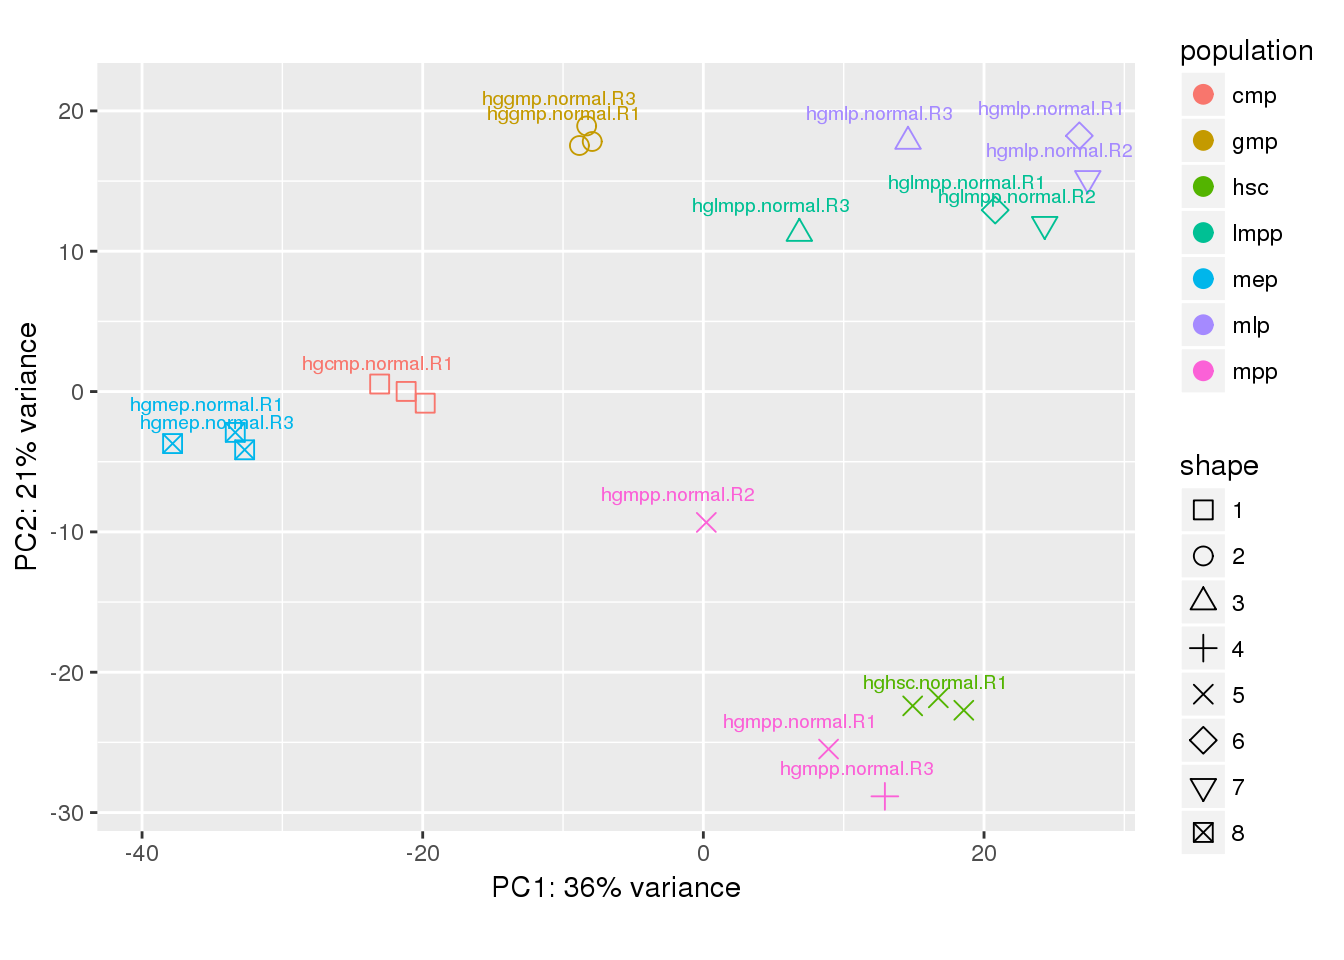 hggmp.normal.R3
hggmp.normal.R1
hgmlp.normal.R3
hgmlp.normal.R1
hgmlp.normal.R2
hglmpp.normal.R1
hglmpp.normal.R2
hglmpp.normal.R3
hgcmp.normal.R1
hgmep.normal.R1
hgmep.normal.R3
hgmpp.normal.R2
hghsc.normal.R1
hgmpp.normal.R1
hgmpp.normal.R3
20
10
0
-10
-20
-30
PC2: 21% variance
-40
-20
0
20
PC1: 36% variance
population
cmp
gmp
hsc
lmpp
mep
mlp
mpp
shape
1
2
3
4
5
6
7
8